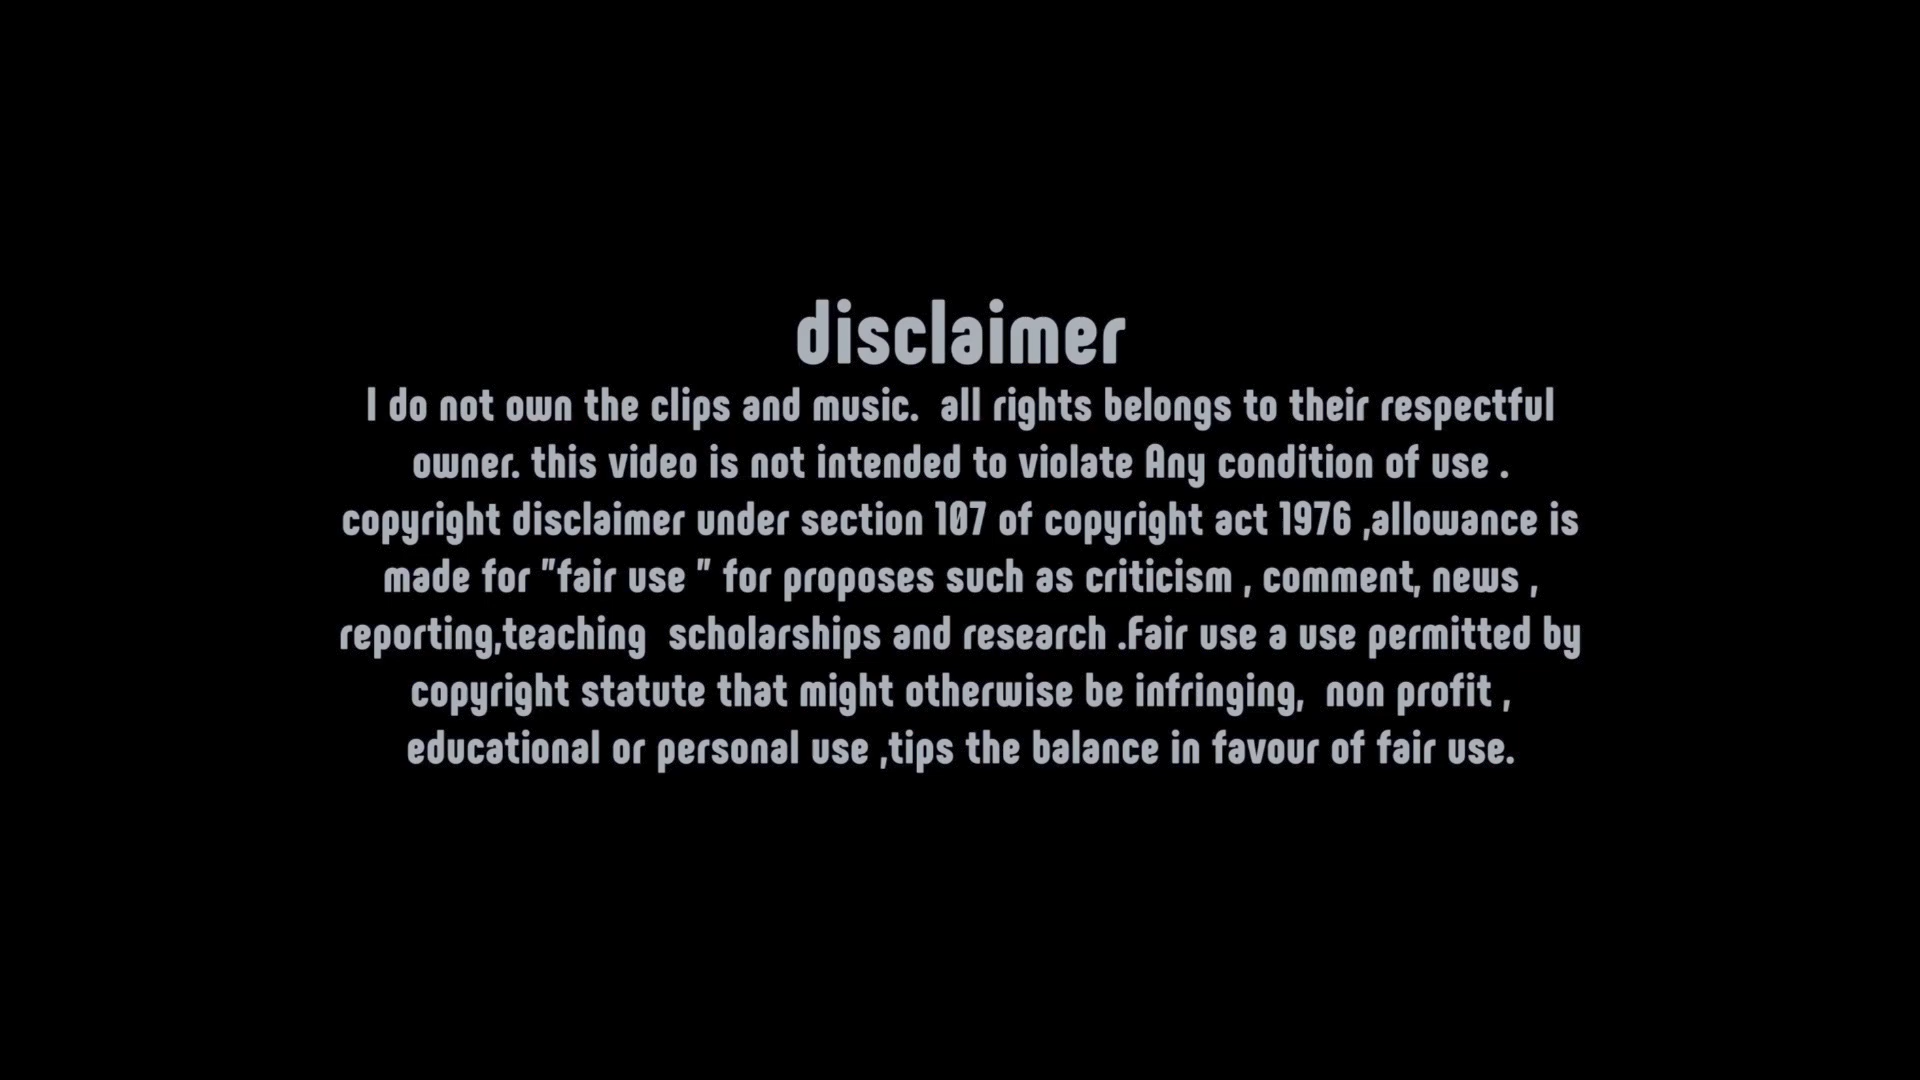 disclaimer
I do not own the clips and music.  all rights belongs to their respectful
owner. this video is not intended to violate Any condition of use .
copyright disclaimer under section 107 of copyright act 1976 ,allowance is
made for "fair use " for proposes such as criticism , comment, news ,
reporting,teaching  scholarships and research .Fair use a use permitted by
copyright statute that might otherwise be infringing,  non profit ,
educational or personal use ,tips the balance in favour of fair use.